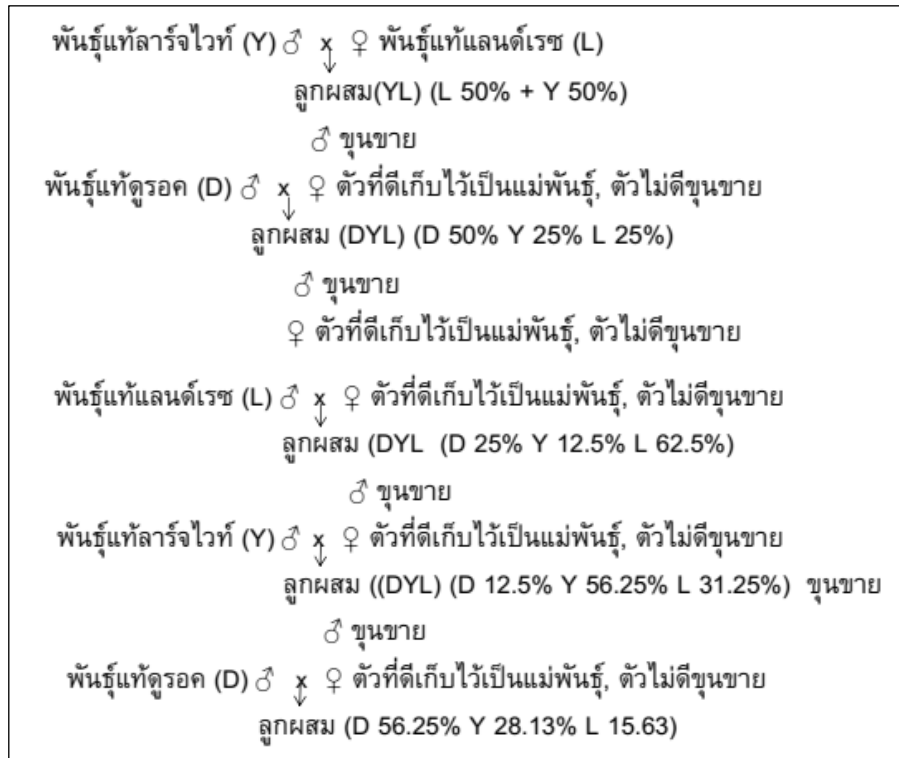 พันธุ์แท้ลาร์จไวท์ (Y) ♂ x ♀ พันธุ์แท้แลนด์เรซ (L)
ลูกผสม(YL) (L 50% + Y 50%)
♂ ขุนขาย
พันธุ์แท้ดูรอค (D) ♂ x ♀ ตัวที่ดีเก็บไว้เป็นแม่พันธุ์, ตัวไม่ดีขุนขาย
ลูกผสม (DYL) (D 50% Y 25% L 25%)
♂ ขุนขาย
♀ ตัวที่ดีเก็บไว้เป็นแม่พันธุ์, ตัวไม่ดีขุนขาย
พันธุ์แท้แลนด์เรซ (L) ♂ x ♀ ตัวที่ดีเก็บไว้เป็นแม่พันธุ์, ตัวไม่ดีขุนขาย
ลูกผสม (DYL (D 25% Y 12.5% L 62.5%)
♂ ขุนขาย
พันธุ์แท้ลาร์จไวท์ (Y) ♂ x ♀ ตัวที่ดีเก็บไว้เป็นแม่พันธุ์, ตัวไม่ดีขุนขาย
ลูกผสม ((DYL) (D 12.5% Y 56.25% L 31.25%) ขุนขาย
♂ ขุนขาย
พันธุ์แท้ดูรอค (D) ♂ x ♀ ตัวที่ดีเก็บไว้เป็นแม่พันธุ์, ตัวไม่ดีขุนขาย
ลูกผสม (D 56.25% Y 28.13% L 15.63)